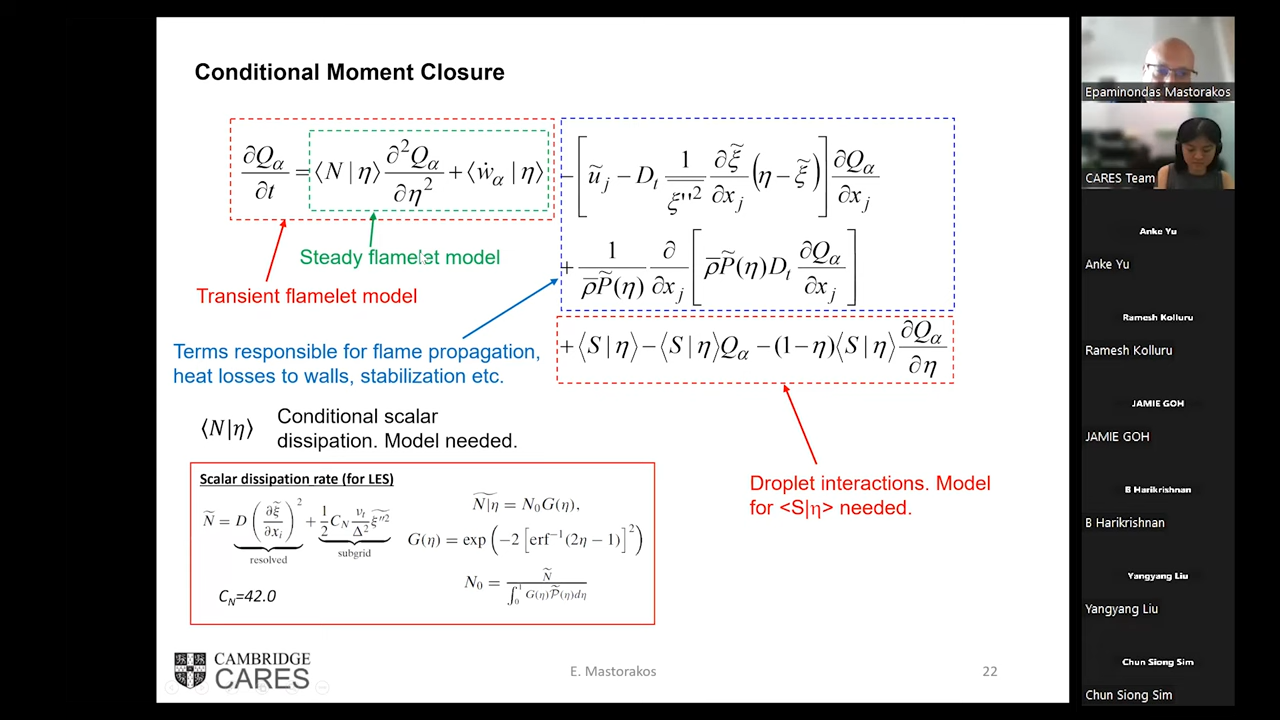 Conditional Moment Closure
∂Q_α/∂t = ⟨N | η⟩ ∂²Q_α/∂η² + ⟨ẇ_α | η⟩
− [ũ_j − D_t (1/ξ''²) (∂ξ̃/∂x_j) (η − ξ̃)] ∂Q_α/∂x_j
+ (1/(ρ̄P̃(η))) ∂/∂x_j [ρ̄P̃(η)D_t ∂Q_α/∂x_j]
+⟨S | η⟩ − ⟨S | η⟩Q_α − (1−η)⟨S | η⟩ ∂Q_α/∂η
Steady flamelet model
Transient flamelet model
Terms responsible for flame propagation,
heat losses to walls, stabilization etc.
⟨N|η⟩
Conditional scalar
dissipation. Model needed.
Scalar dissipation rate (for LES)
Ñ = D (∂ξ̃/∂x_i)² + (1/2) C_N (ν_t/Δ²) ξ''²
resolved
subgrid
C_N=42.0
Ñ|η = N₀G(η),
G(η) = exp (−2 [erf⁻¹(2η − 1)]²)
N₀ = Ñ / ∫₀¹ G(η)P̃(η)dη
Droplet interactions. Model
for <S|η> needed.
CAMBRIDGE
CARES
E. Mastorakos
22
Epaminondas Mastorakos
CARES Team
Anke Yu
Anke Yu
Ramesh Kolluru
Ramesh Kolluru
JAMIE GOH
JAMIE GOH
B Harikrishnan
B Harikrishnan
Yangyang Liu
Yangyang Liu
Chun Siong Sim
Chun Siong Sim